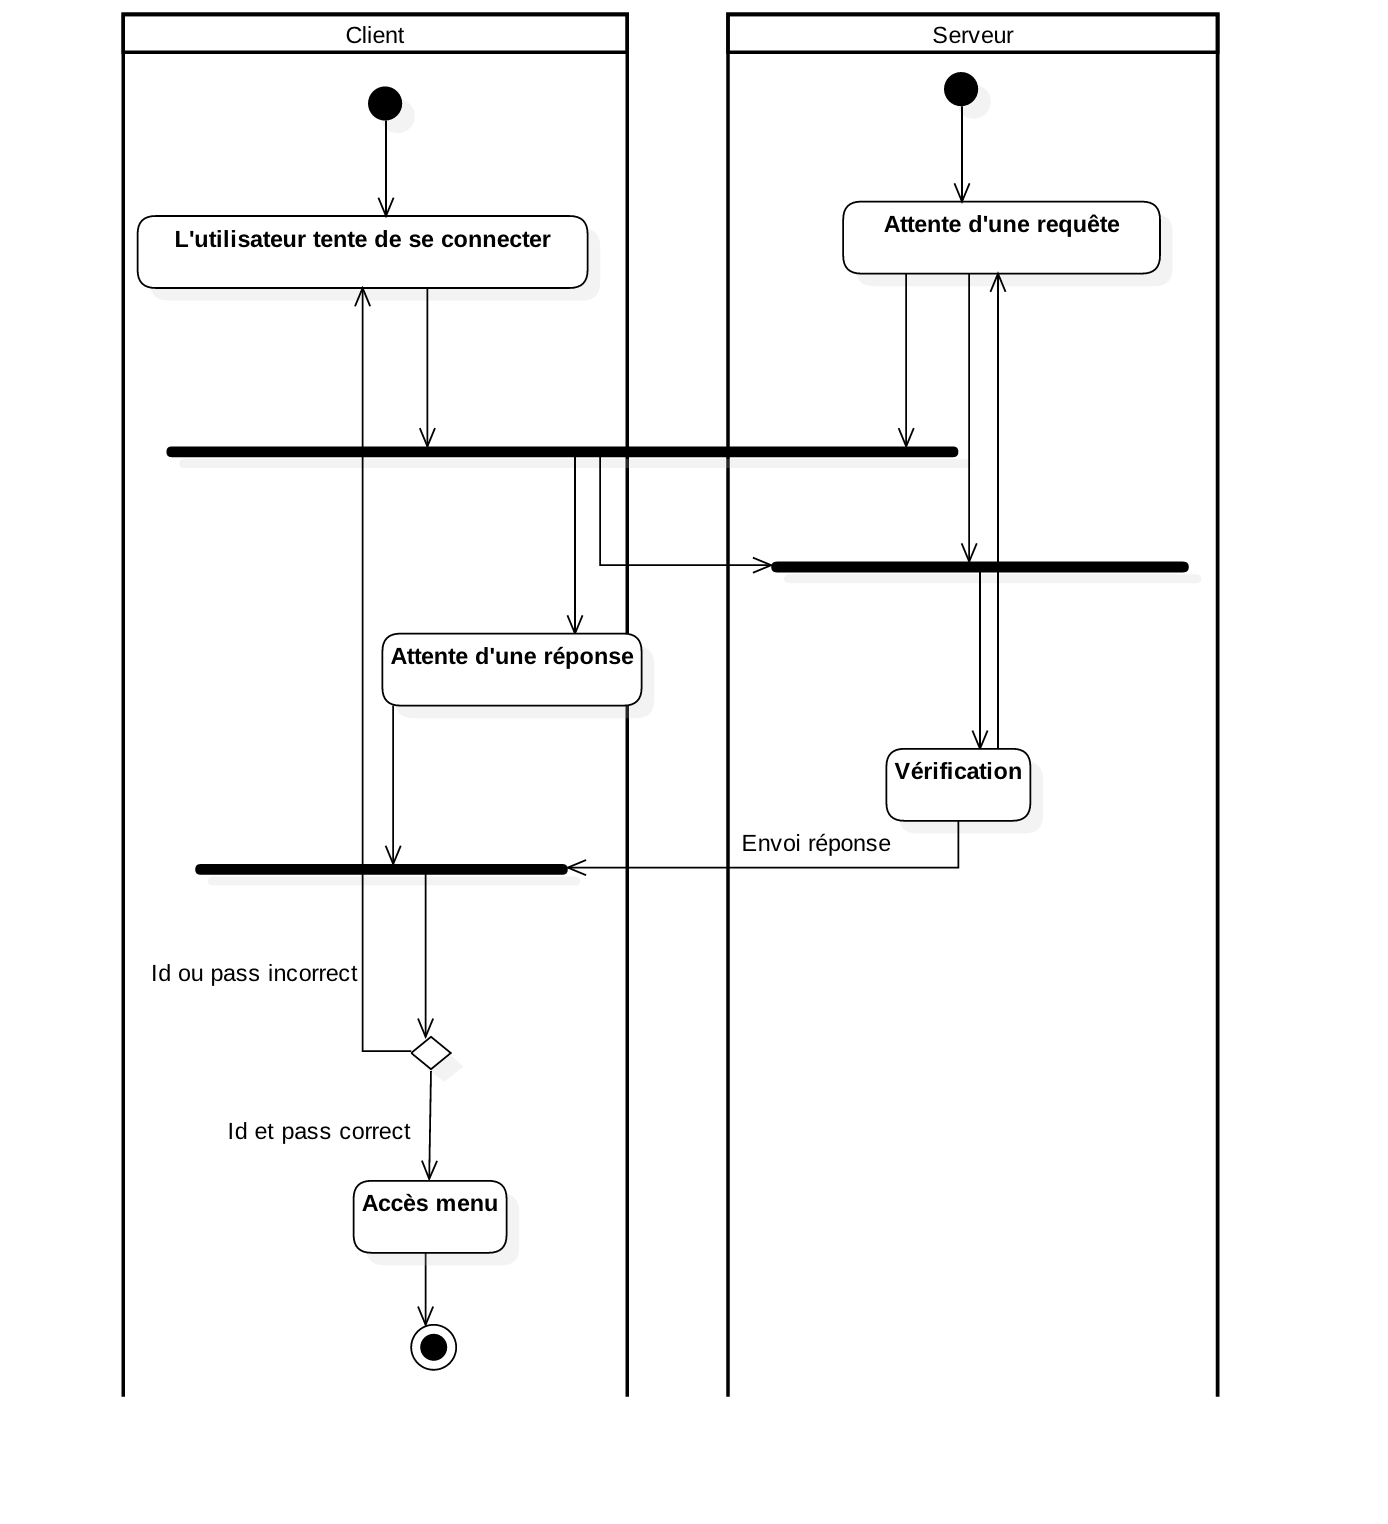 Client
Serveur
L'utilisateur tente de se connecter
Attente d'une requête
Attente d'une réponse
Vérification
Envoi réponse
Id ou pass incorrect
Id et pass correct
Accès menu